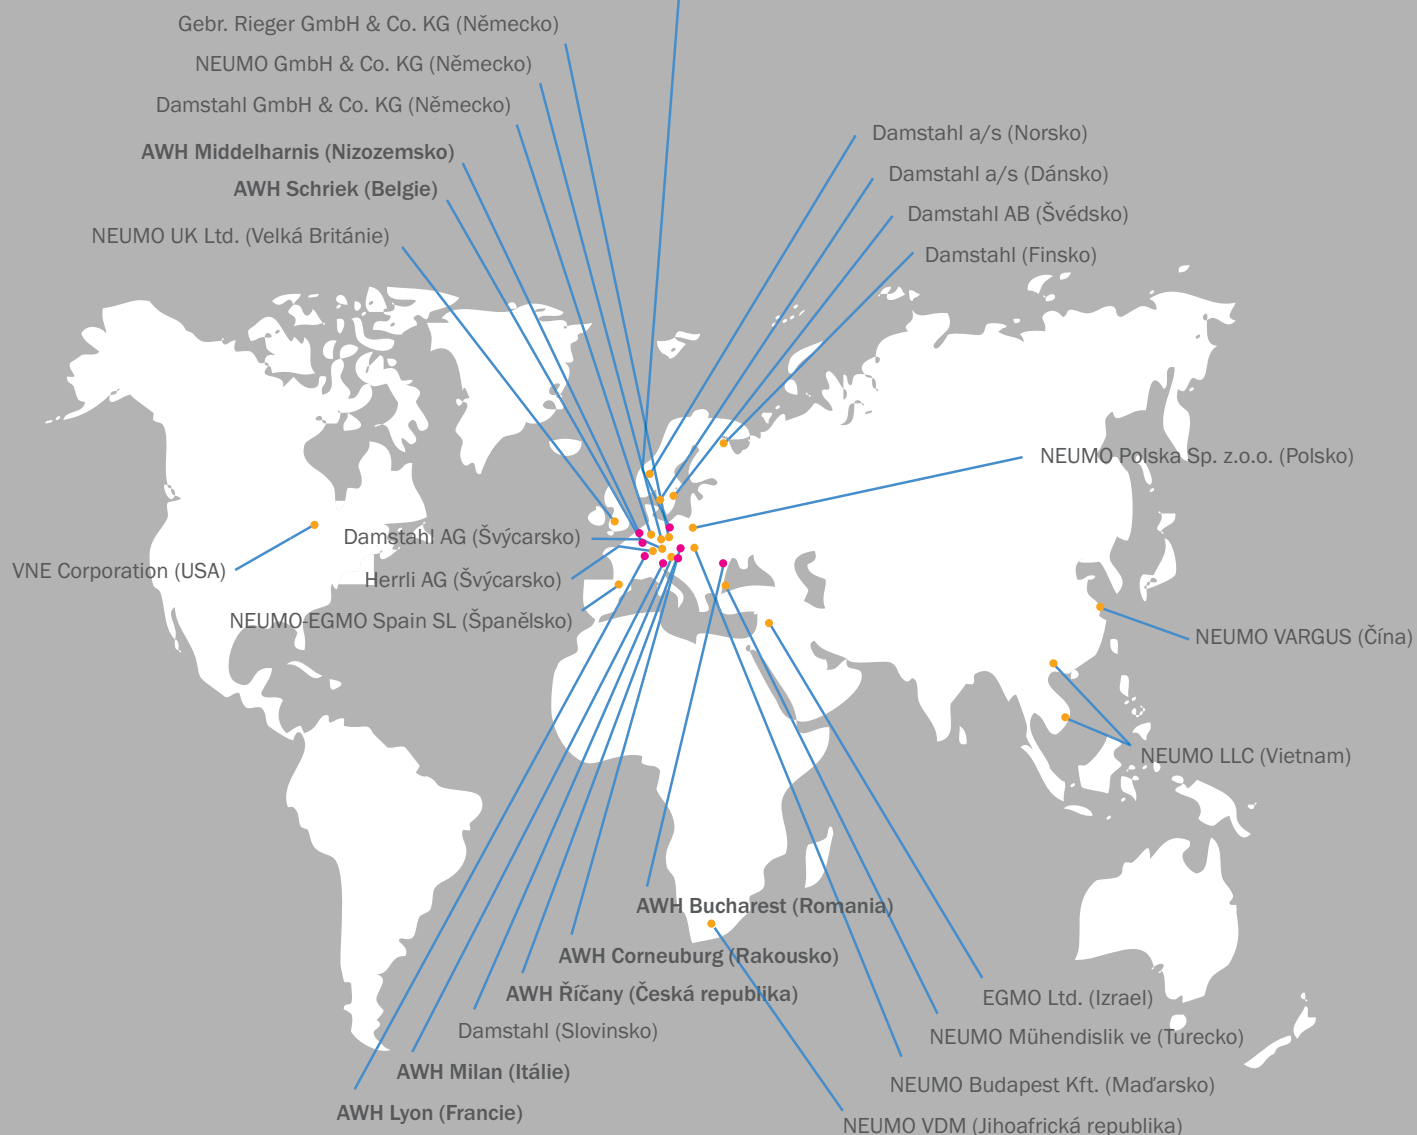 Gebr. Rieger GmbH & Co. KG (Německo)
NEUMO GmbH & Co. KG (Německo)
Damstahl GmbH & Co. KG (Německo)
AWH Middelharnis (Nizozemsko)
AWH Schriek (Belgie)
NEUMO UK Ltd. (Velká Británie)
Damstahl a/s (Norsko)
Damstahl a/s (Dánsko)
Damstahl AB (Švédsko)
Damstahl (Finsko)
NEUMO Polska Sp. z.o.o. (Polsko)
Damstahl AG (Švýcarsko)
VNE Corporation (USA)
Herrli AG (Švýcarsko)
NEUMO-EGMO Spain SL (Španělsko)
NEUMO VARGUS (Čína)
NEUMO LLC (Vietnam)
AWH Bucharest (Romania)
AWH Corneuburg (Rakousko)
AWH Říčany (Česká republika)
Damstahl (Slovinsko)
AWH Milan (Itálie)
AWH Lyon (Francie)
EGMO Ltd. (Izrael)
NEUMO Mühendislik ve (Turecko)
NEUMO Budapest Kft. (Maďarsko)
NEUMO VDM (Jihoafrická republika)